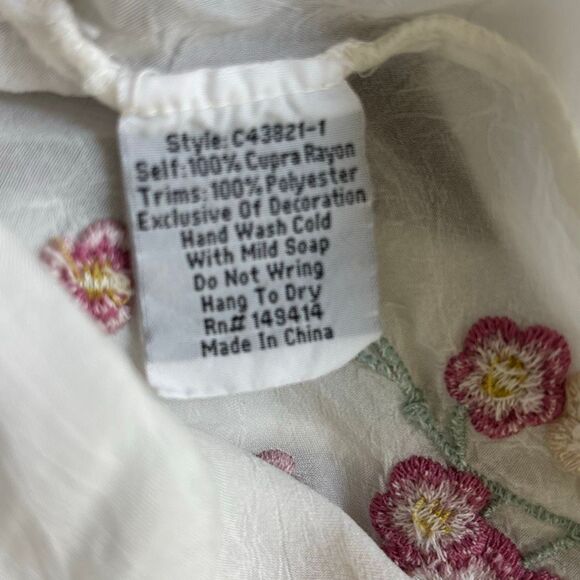 Style: C43821-1
Self:100% Cupra Rayon
Trims: 100% Polyester
Exclusive Of Decoration
Hand Wash Cold
With Mild Soap
Do Not Wring
Hang To Dry
Rn# 149414
Made In China